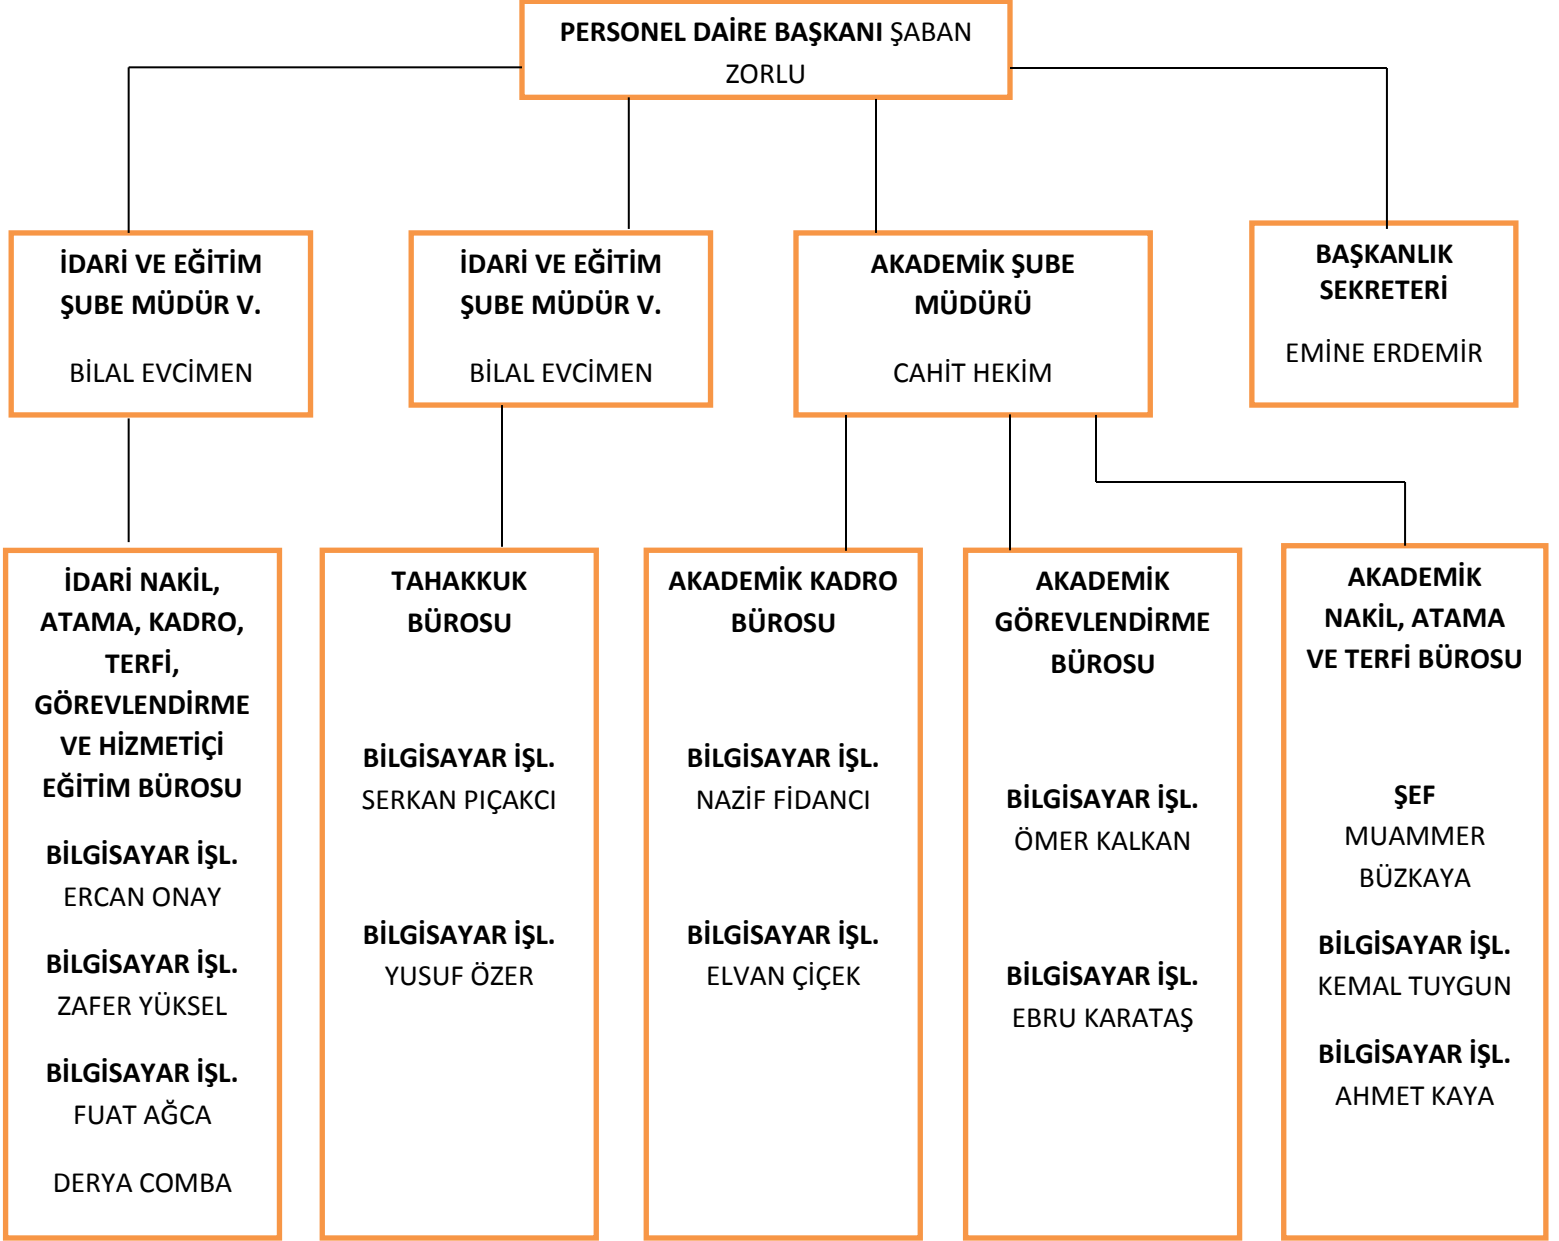 PERSONEL DAİRE BAŞKANI ŞABAN
ZORLU
İDARİ VE EĞİTİM
ŞUBE MÜDÜR V.
BİLAL EVCİMEN
İDARİ VE EĞİTİM
ŞUBE MÜDÜR V.
BİLAL EVCİMEN
AKADEMİK ŞUBE
MÜDÜRÜ
CAHİT HEKİM
BAŞKANLIK
SEKRETERİ
EMİNE ERDEMİR
İDARİ NAKİL,
ATAMA, KADRO,
TERFİ,
GÖREVLENDİRME
VE HİZMETİÇİ
EĞİTİM BÜROSU
BİLGİSAYAR İŞL.
ERCAN ONAY
BİLGİSAYAR İŞL.
ZAFER YÜKSEL
BİLGİSAYAR İŞL.
FUAT AĞCA
DERYA COMBA
TAHAKKUK
BÜROSU
BİLGİSAYAR İŞL.
SERKAN PIÇAKCI
BİLGİSAYAR İŞL.
YUSUF ÖZER
AKADEMİK KADRO
BÜROSU
BİLGİSAYAR İŞL.
NAZİF FİDANCI
BİLGİSAYAR İŞL.
ELVAN ÇİÇEK
AKADEMİK
GÖREVLENDİRME
BÜROSU
BİLGİSAYAR İŞL.
ÖMER KALKAN
BİLGİSAYAR İŞL.
EBRU KARATAŞ
AKADEMİK
NAKİL, ATAMA
VE TERFİ BÜROSU
ŞEF
MUAMMER
BÜZKAYA
BİLGİSAYAR İŞL.
KEMAL TUYGUN
BİLGİSAYAR İŞL.
AHMET KAYA